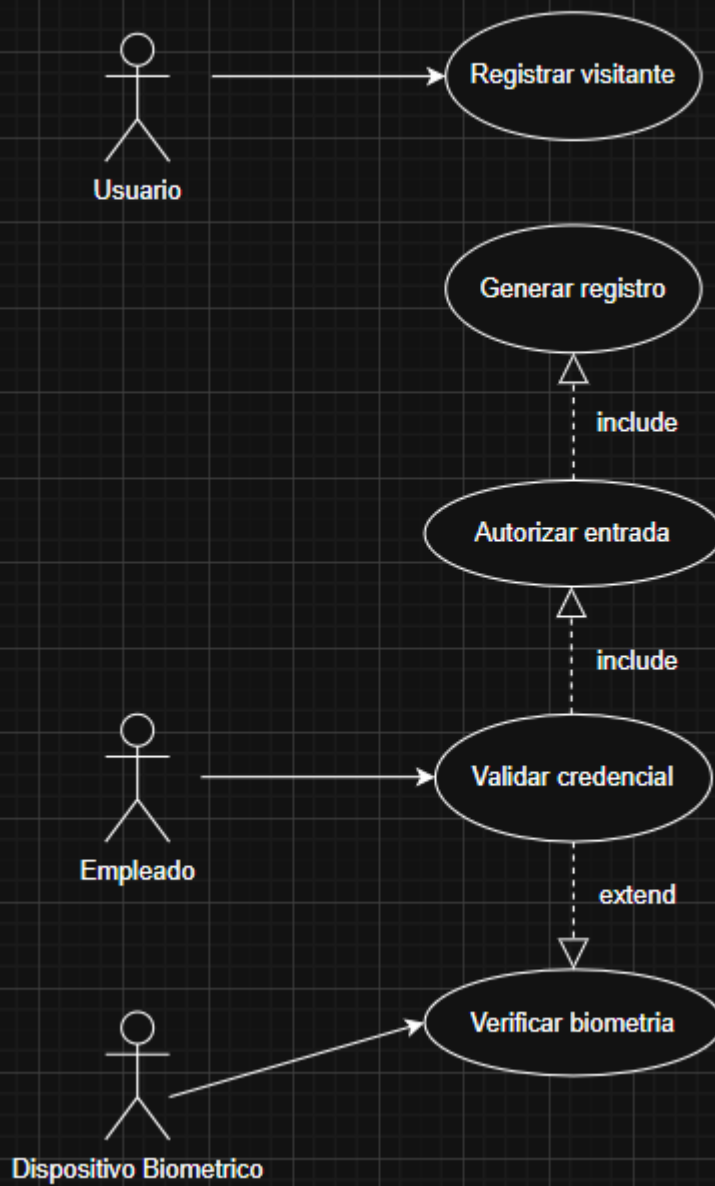 Registrar visitante
Usuario
Generar registro
include
Autorizar entrada
include
Validar credencial
Empleado
extend
Verificar biometria
Dispositivo Biometrico